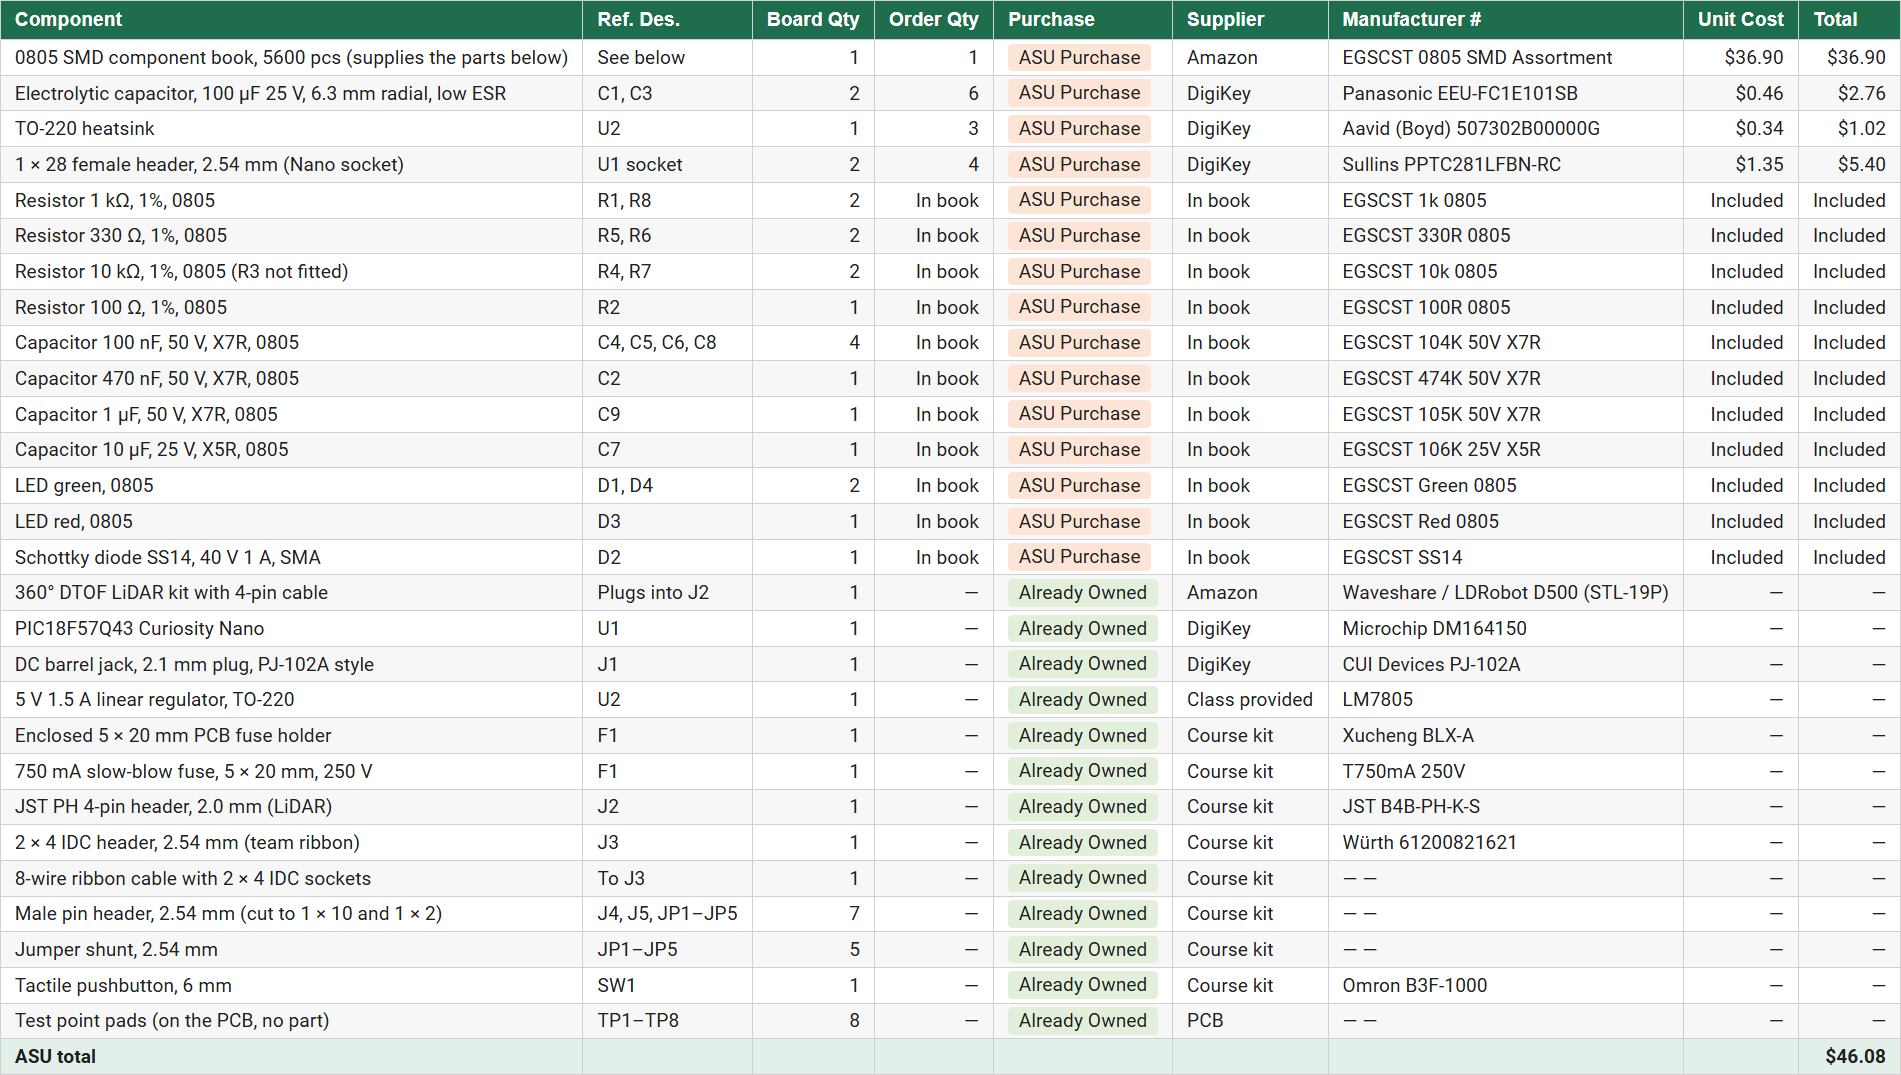 Component Ref. Des. Board Qty Order Qty Purchase Supplier Manufacturer # Unit Cost Total
0805 SMD component book, 5600 pcs (supplies the parts below) See below 1 1 ASU Purchase Amazon EGSCST 0805 SMD Assortment $36.90 $36.90
Electrolytic capacitor, 100 µF 25 V, 6.3 mm radial, low ESR C1, C3 2 6 ASU Purchase DigiKey Panasonic EEU-FC1E101SB $0.46 $2.76
TO-220 heatsink U2 1 3 ASU Purchase DigiKey Aavid (Boyd) 507302B00000G $0.34 $1.02
1 × 28 female header, 2.54 mm (Nano socket) U1 socket 2 4 ASU Purchase DigiKey Sullins PPTC281LFBN-RC $1.35 $5.40
Resistor 1 kΩ, 1%, 0805 R1, R8 2 In book ASU Purchase In book EGSCST 1k 0805 Included Included
Resistor 330 Ω, 1%, 0805 R5, R6 2 In book ASU Purchase In book EGSCST 330R 0805 Included Included
Resistor 10 kΩ, 1%, 0805 (R3 not fitted) R4, R7 2 In book ASU Purchase In book EGSCST 10k 0805 Included Included
Resistor 100 Ω, 1%, 0805 R2 1 In book ASU Purchase In book EGSCST 100R 0805 Included Included
Capacitor 100 nF, 50 V, X7R, 0805 C4, C5, C6, C8 4 In book ASU Purchase In book EGSCST 104K 50V X7R Included Included
Capacitor 470 nF, 50 V, X7R, 0805 C2 1 In book ASU Purchase In book EGSCST 474K 50V X7R Included Included
Capacitor 1 µF, 50 V, X7R, 0805 C9 1 In book ASU Purchase In book EGSCST 105K 50V X7R Included Included
Capacitor 10 µF, 25 V, X5R, 0805 C7 1 In book ASU Purchase In book EGSCST 106K 25V X5R Included Included
LED green, 0805 D1, D4 2 In book ASU Purchase In book EGSCST Green 0805 Included Included
LED red, 0805 D3 1 In book ASU Purchase In book EGSCST Red 0805 Included Included
Schottky diode SS14, 40 V 1 A, SMA D2 1 In book ASU Purchase In book EGSCST SS14 Included Included
360° DTOF LiDAR kit with 4-pin cable Plugs into J2 1 — Already Owned Amazon Waveshare / LDRobot D500 (STL-19P) — —
PIC18F57Q43 Curiosity Nano U1 1 — Already Owned DigiKey Microchip DM164150 — —
DC barrel jack, 2.1 mm plug, PJ-102A style J1 1 — Already Owned DigiKey CUI Devices PJ-102A — —
5 V 1.5 A linear regulator, TO-220 U2 1 — Already Owned Class provided LM7805 — —
Enclosed 5 × 20 mm PCB fuse holder F1 1 — Already Owned Course kit Xucheng BLX-A — —
750 mA slow-blow fuse, 5 × 20 mm, 250 V F1 1 — Already Owned Course kit T750mA 250V — —
JST PH 4-pin header, 2.0 mm (LiDAR) J2 1 — Already Owned Course kit JST B4B-PH-K-S — —
2 × 4 IDC header, 2.54 mm (team ribbon) J3 1 — Already Owned Course kit Würth 61200821621 — —
8-wire ribbon cable with 2 × 4 IDC sockets To J3 1 — Already Owned Course kit — — — —
Male pin header, 2.54 mm (cut to 1 × 10 and 1 × 2) J4, J5, JP1–JP5 7 — Already Owned Course kit — — — —
Jumper shunt, 2.54 mm JP1–JP5 5 — Already Owned Course kit — — — —
Tactile pushbutton, 6 mm SW1 1 — Already Owned Course kit Omron B3F-1000 — —
Test point pads (on the PCB, no part) TP1–TP8 8 — Already Owned PCB — — — —
ASU total $46.08